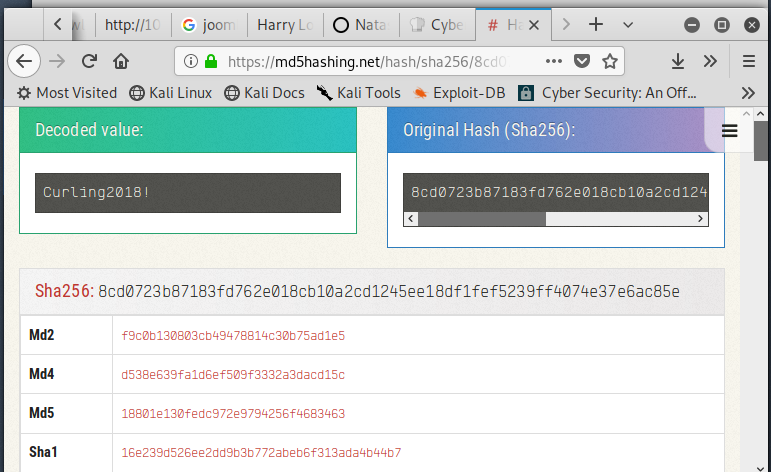 http://10
joom
Harry Lo
Nata
Cybe
Ha
https://md5hashing.net/hash/sha256/8cd0
Most Visited
Kali Linux
Kali Docs
Kali Tools
Exploit-DB
Cyber Security: An Off...
Decoded value:
Curling2018!
Original Hash (Sha256):
8cd0723b87183fd762e018cb10a2cd124
Sha256: 8cd0723b87183fd762e018cb10a2cd1245ee18df1fef5239ff4074e37e6ac85e
Md2 f9c0b130803cb49478814c30b75ad1e5
Md4 d538e639fa1d6ef509f3332a3dacd15c
Md5 18801e130fedc972e9794256f4683463
Sha1 16e239d526ee2dd9b3b772abeb6f313ada4b44b7